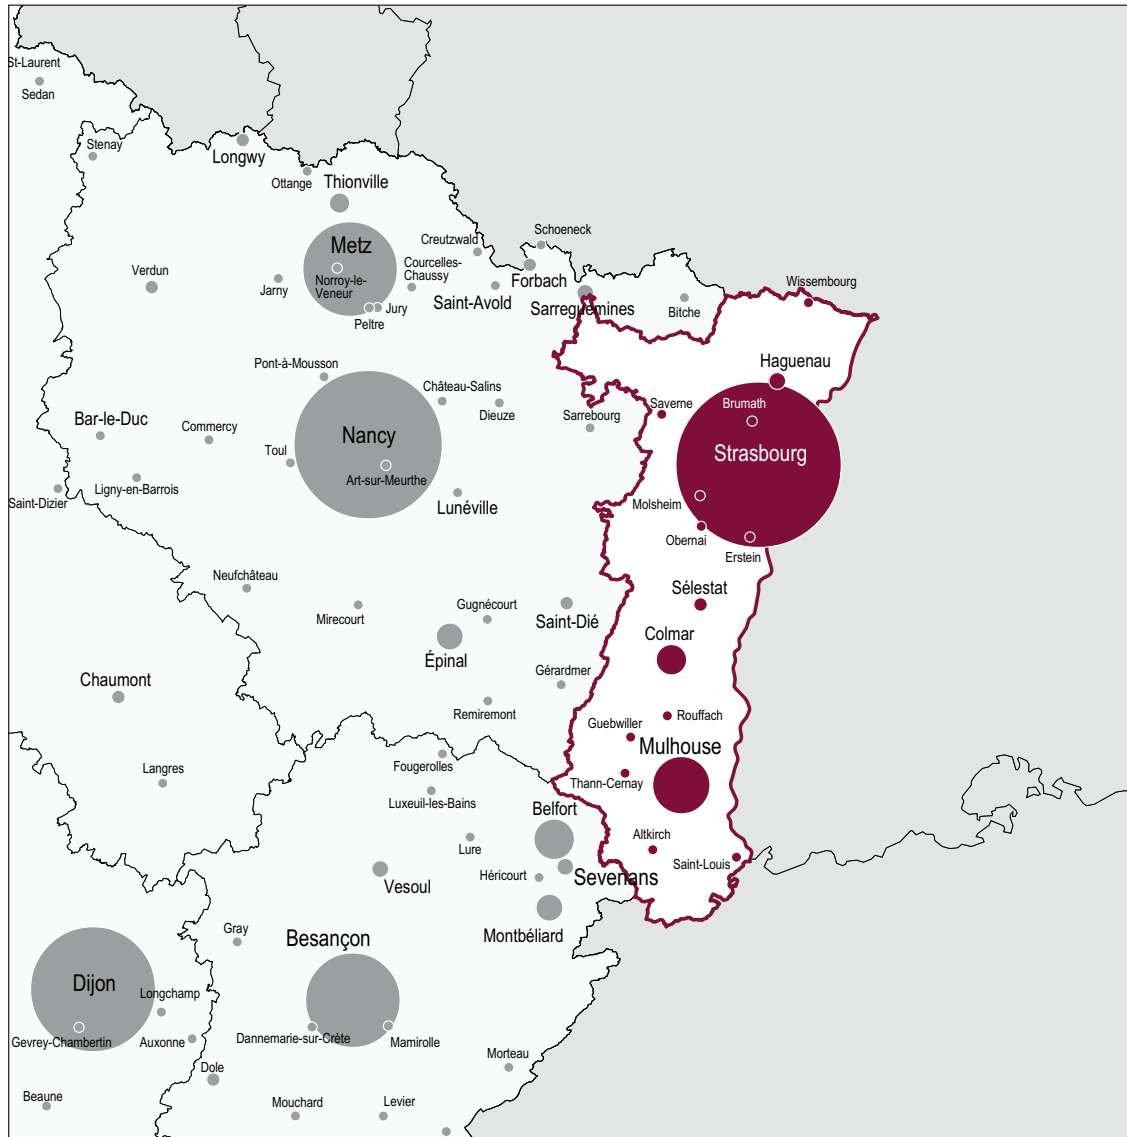 St-Laurent
Sedan
Stenay
Longwy
Ottange
Thionville
Schoeneck
Metz
Creutzwald
Courcelles-
Chaussy
Forbach
Verdun
Norroy-le-
Veneur
Jarny
Saint-Avold
Sarreguemines
Bitche
Wissembourg
Jury
Peltre
Pont-à-Mousson
Haguenau
Château-Salins
Dieuze
Sarrebourg
Saverne
Brumath
Bar-le-Duc
Commercy
Nancy
Toul
Strasbourg
Art-sur-Meurthe
Ligny-en-Barrois
Saint-Dizier
Lunéville
Molsheim
Obernai
Erstein
Neufchâteau
Mirecourt
Gugnécourt
Saint-Dié
Sélestat
Colmar
Épinal
Gérardmer
Chaumont
Remiremont
Rouffach
Guebwiller
Mulhouse
Langres
Fougerolles
Thann-Cernay
Luxeuil-les-Bains
Belfort
Lure
Altkirch
Saint-Louis
Vesoul
Héricourt
Sevenans
Gray
Besançon
Montbéliard
Dijon
Longchamp
Gevrey-Chambertin
Auxonne
Dannemarie-sur-Crète
Mamirolle
Morteau
Dole
Beaune
Mouchard
Levier